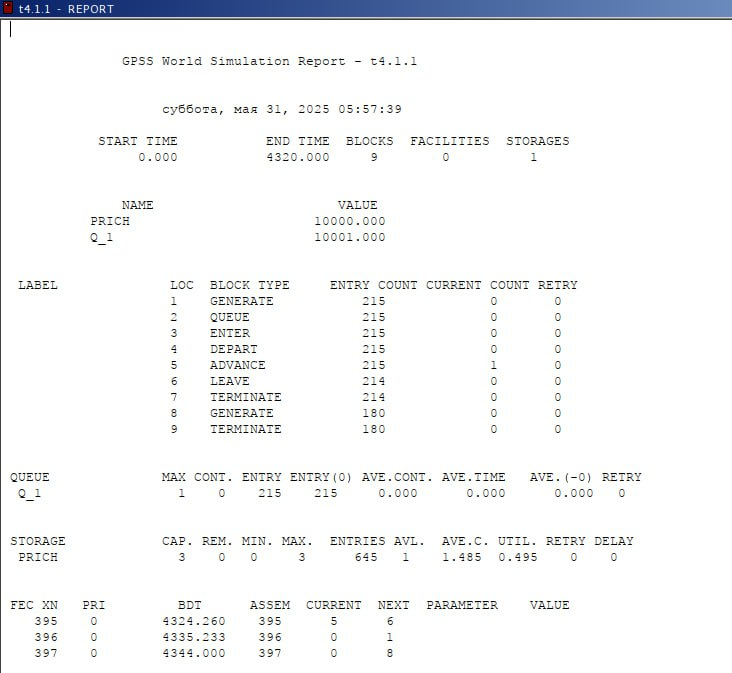 t4.1.1 - REPORT
GPSS World Simulation Report - t4.1.1
суббота, мая 31, 2025 05:57:39
START TIME END TIME BLOCKS FACILITIES STORAGES
0.000 4320.000 9 0 1
NAME VALUE
PRICH 10000.000
Q_1 10001.000
LABEL LOC BLOCK TYPE ENTRY COUNT CURRENT COUNT RETRY
1 GENERATE 215 0 0
2 QUEUE 215 0 0
3 ENTER 215 0 0
4 DEPART 215 0 0
5 ADVANCE 215 1 0
6 LEAVE 214 0 0
7 TERMINATE 214 0 0
8 GENERATE 180 0 0
9 TERMINATE 180 0 0
QUEUE MAX CONT. ENTRY ENTRY(0) AVE.CONT. AVE.TIME AVE.(-0) RETRY
Q_1 1 0 215 215 0.000 0.000 0.000 0
STORAGE CAP. REM. MIN. MAX. ENTRIES AVL. AVE.C. UTIL. RETRY DELAY
PRICH 3 0 0 3 645 1 1.485 0.495 0 0
FEC XN PRI BDT ASSEM CURRENT NEXT PARAMETER VALUE
395 0 4324.260 395 5 6
396 0 4335.233 396 0 1
397 0 4344.000 397 0 8